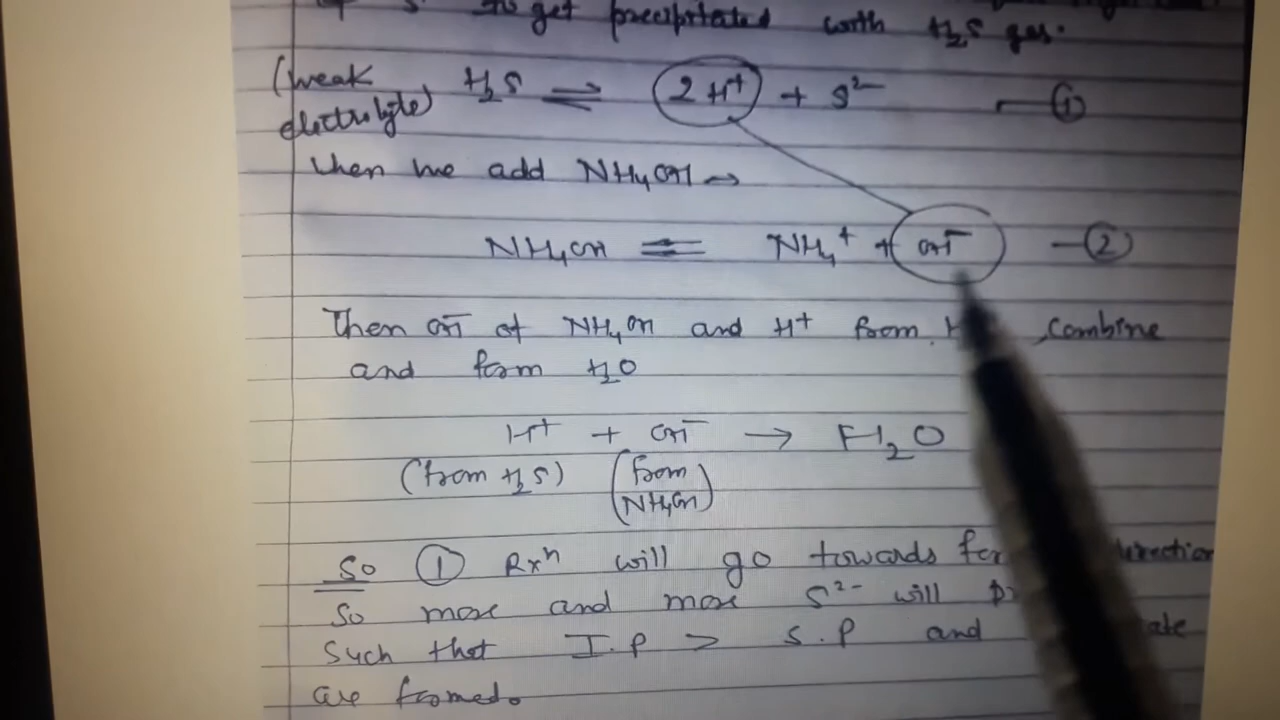 to get precipitated with H2S gas.
(weak electrolyte) H2S ⇌ 2H+ + S2- — ①
when we add NH4OH →
NH4OH ⇌ NH4+ + OH- — ②
Then OH- of NH4OH and H+ from combine
and form H2O
H+ + OH- → H2O
(from H2S) (from NH4OH)
So ① Rxn will go towards direction
So more and more S2- will
Such that I.P > S.P and
are formed.